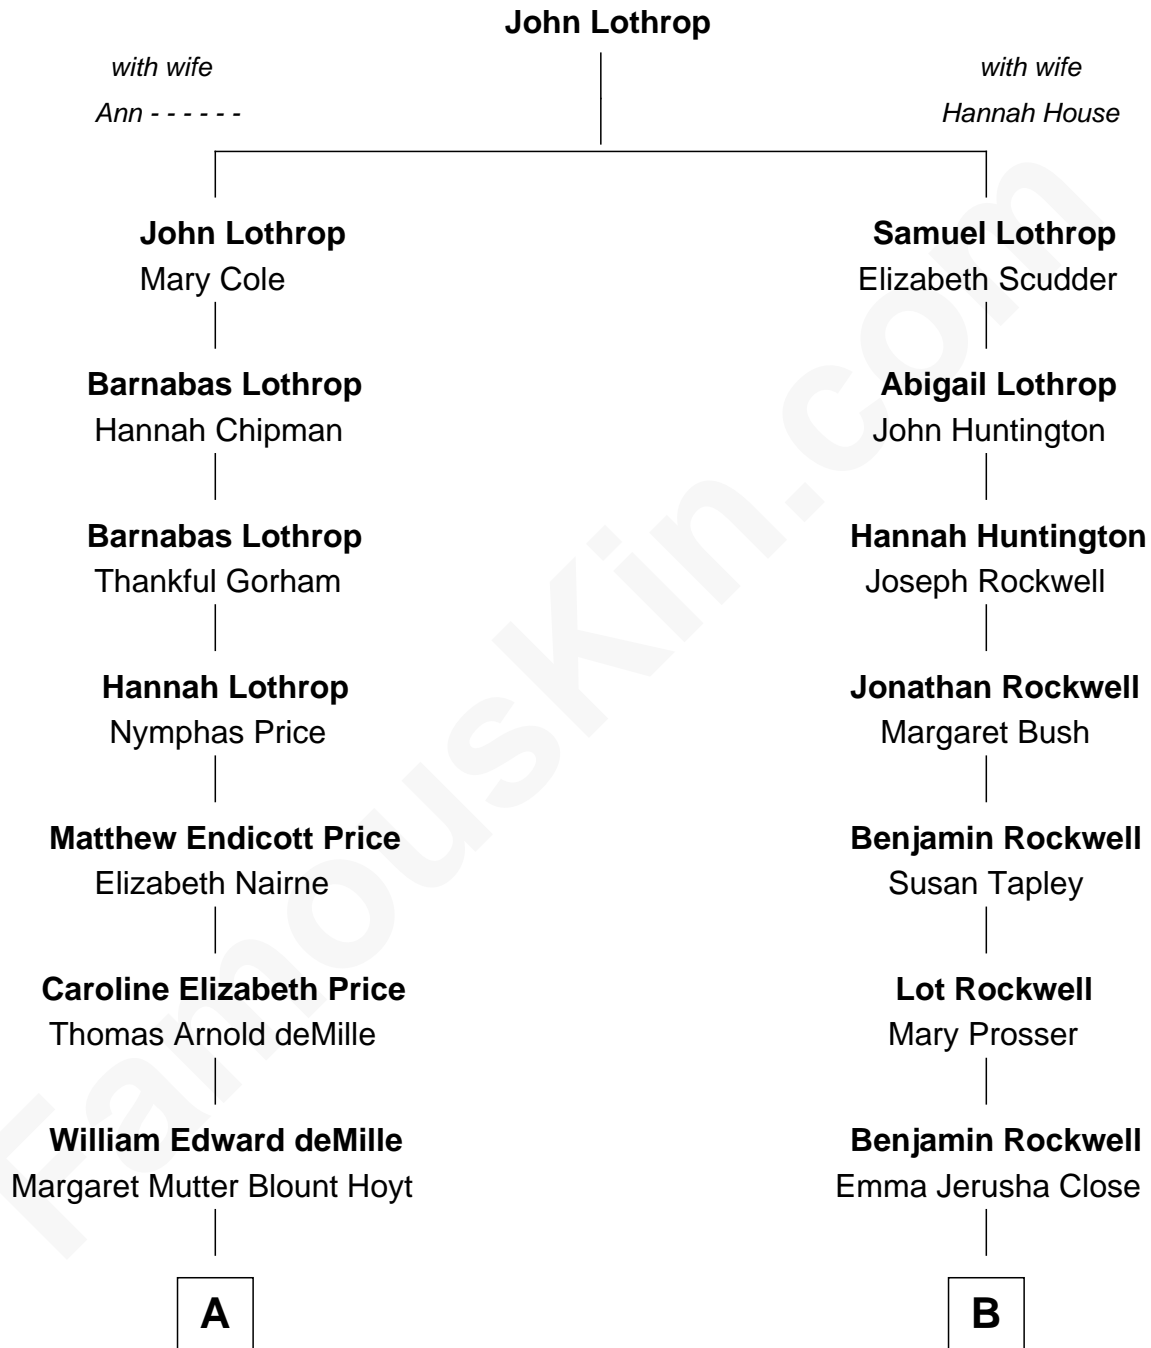 John Lothrop
with wife
Ann - - - - - -
with wife
Hannah House
John Lothrop
Mary Cole
Samuel Lothrop
Elizabeth Scudder
Barnabas Lothrop
Hannah Chipman
Abigail Lothrop
John Huntington
Barnabas Lothrop
Thankful Gorham
Hannah Huntington
Joseph Rockwell
Hannah Lothrop
Nymphas Price
Jonathan Rockwell
Margaret Bush
Matthew Endicott Price
Elizabeth Nairne
Benjamin Rockwell
Susan Tapley
Caroline Elizabeth Price
Thomas Arnold deMille
Lot Rockwell
Mary Prosser
William Edward deMille
Margaret Mutter Blount Hoyt
Benjamin Rockwell
Emma Jerusha Close
A
B
FamousKin.com